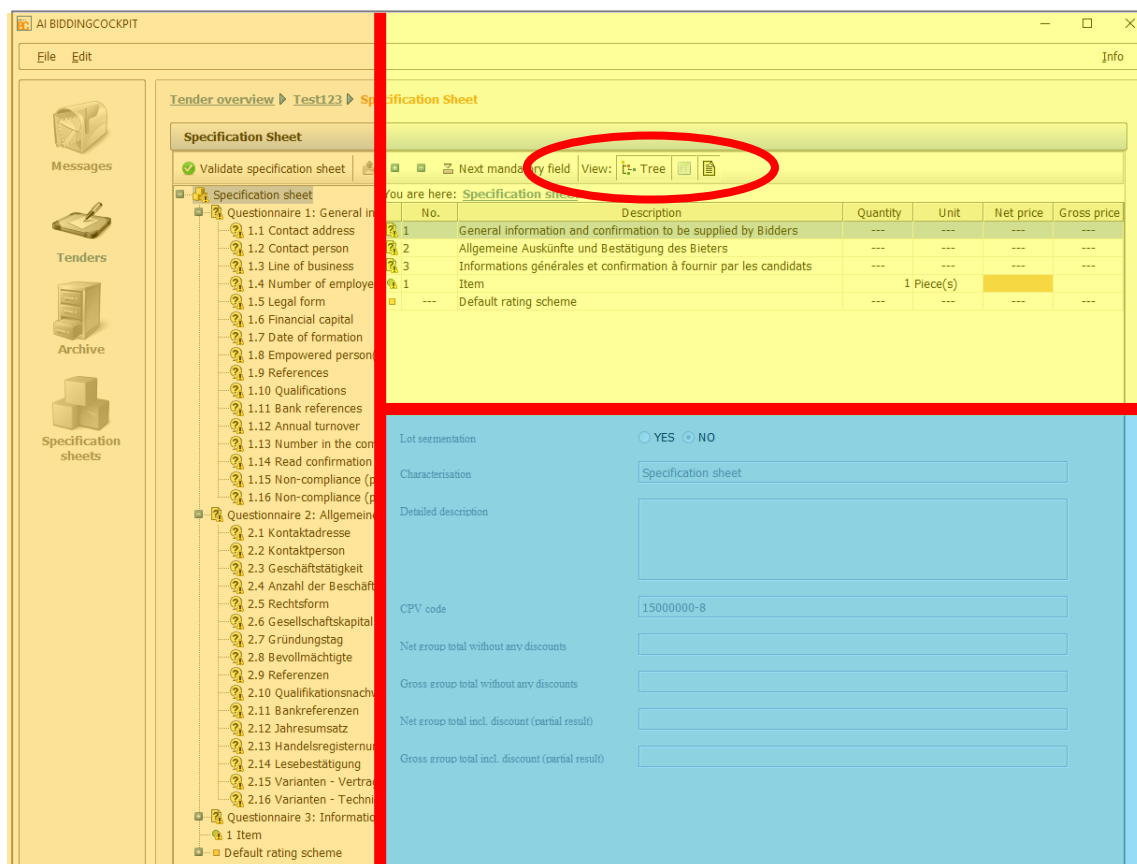 AI BIDDINGCOCKPIT
File Edit Info
Tender overview Test123 Specification Sheet
Specification Sheet
Validate specification sheet Next mandatory field View: Tree
Messages
Tenders
Archive
Specification
sheets
Specification sheet
Questionnaire 1: General in
1.1 Contact address
1.2 Contact person
1.3 Line of business
1.4 Number of employe
1.5 Legal form
1.6 Financial capital
1.7 Date of formation
1.8 Empowered person(
1.9 References
1.10 Qualifications
1.11 Bank references
1.12 Annual turnover
1.13 Number in the com
1.14 Read confirmation
1.15 Non-compliance (p
1.16 Non-compliance (p
Questionnaire 2: Allgemeine
2.1 Kontaktadresse
2.2 Kontaktperson
2.3 Geschäftstätigkeit
2.4 Anzahl der Beschäft
2.5 Rechtsform
2.6 Gesellschaftskapital
2.7 Gründungstag
2.8 Bevollmächtigte
2.9 Referenzen
2.10 Qualifikationsnachw
2.11 Bankreferenzen
2.12 Jahresumsatz
2.13 Handelsregisternu
2.14 Lesebestätigung
2.15 Varianten - Vertrag
2.16 Varianten - Techni
Questionnaire 3: Informatio
1 Item
Default rating scheme
You are here: Specification sheet
No. Description Quantity Unit Net price Gross price
1 General information and confirmation to be supplied by Bidders --- --- --- ---
2 Allgemeine Auskünfte und Bestätigung des Bieters --- --- --- ---
3 Informations générales et confirmation à fournir par les candidats --- --- --- ---
1 Item 1 Piece(s) ---
--- Default rating scheme --- --- --- ---
Lot segmentation YES NO
Characterisation Specification sheet
Detailed description
CPV code 15000000-8
Net group total without any discounts
Gross group total without any discounts
Net group total incl. discount (partial result)
Gross group total incl. discount (partial result)